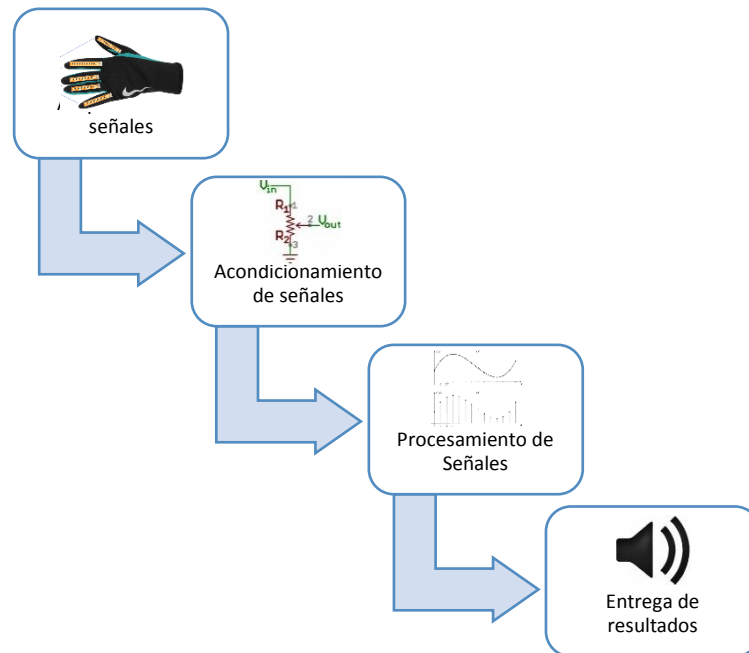 señales
Vin
R1 1
2 Vout
R2
3
Acondicionamiento
de señales
Procesamiento de
Señales
Entrega de
resultados